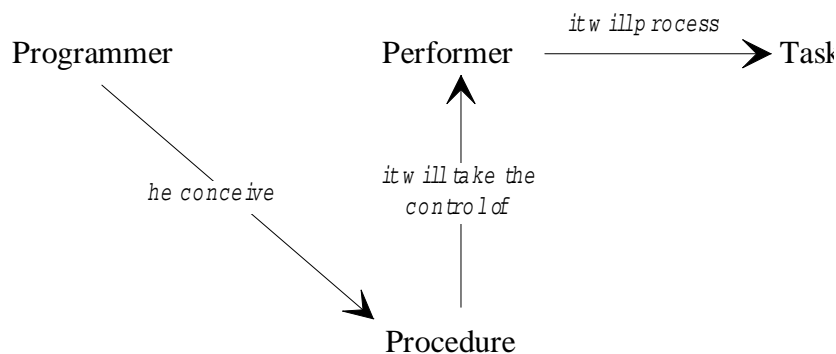 it will process
Programmer
Performer
Task
he conceive
it will take the
control of
Procedure